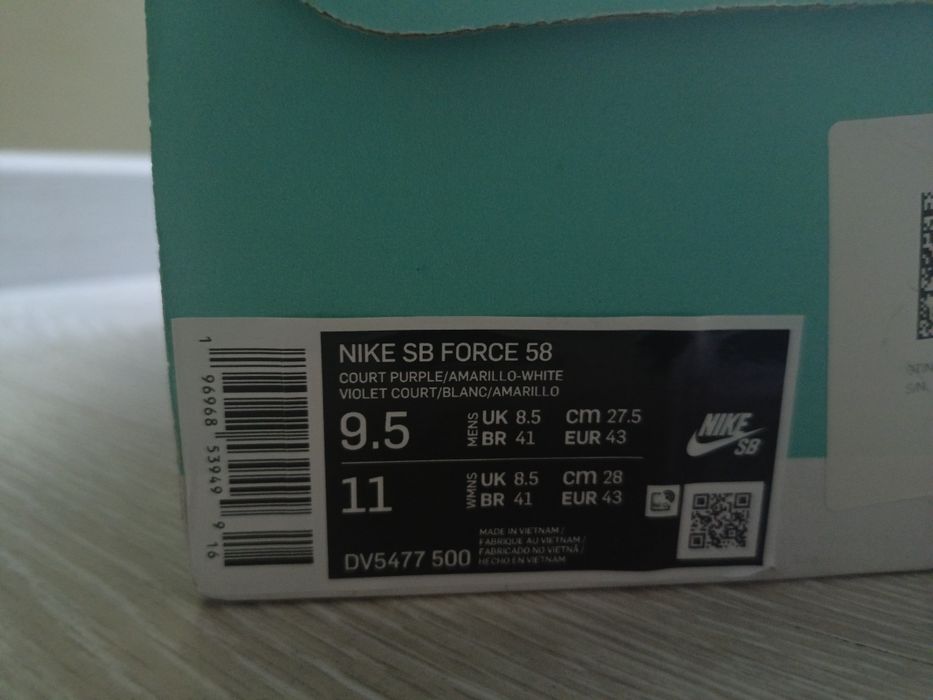 NIKE SB FORCE 58
COURT PURPLE/AMARILLO-WHITE
VIOLET COURT/BLANC/AMARILLO
9.5
MENS
UK 8.5 cm 27.5
BR 41 EUR 43
11
WMNS
UK 8.5 cm 28
BR 41 EUR 43
MADE IN VIETNAM /
FABRIQUE AU VIETNAM /
FABRICADO NO VIETNÃ /
HECHO EN VIETNAM
DV5477 500
NIKE
SB
1 96968 53949 9 16